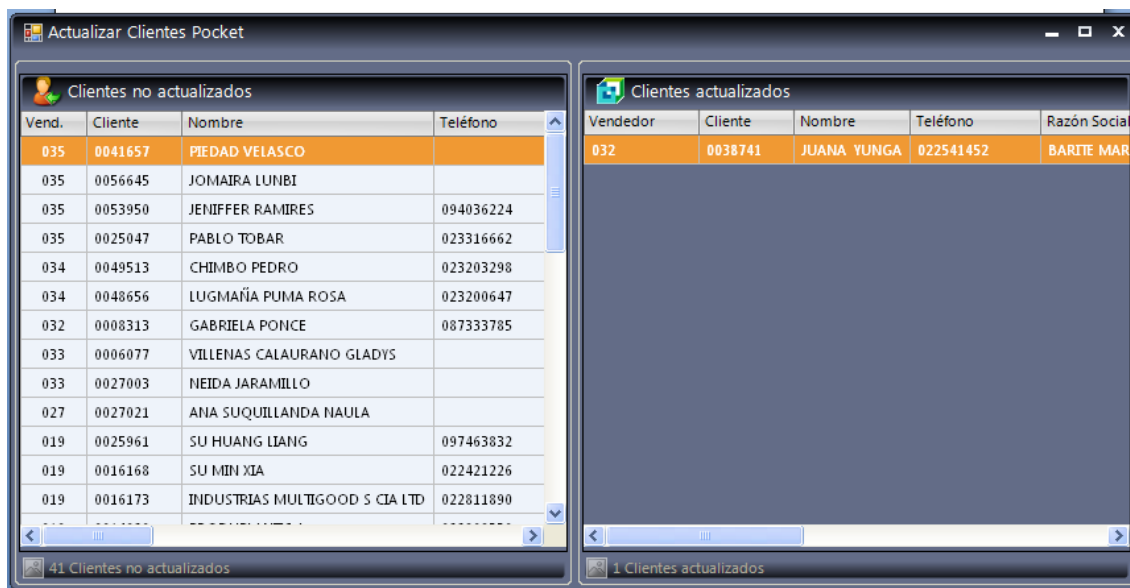 Actualizar Clientes Pocket
Clientes no actualizados
Vend. Cliente Nombre Teléfono
035 0041657 PIEDAD VELASCO
035 0056645 JOMAIRA LUNBI
035 0053950 JENIFFER RAMIRES 094036224
035 0025047 PABLO TOBAR 023316662
034 0049513 CHIMBO PEDRO 023203298
034 0048656 LUGMAÑA PUMA ROSA 023200647
032 0008313 GABRIELA PONCE 087333785
033 0006077 VILLENAS CALAURANO GLADYS
033 0027003 NEIDA JARAMILLO
027 0027021 ANA SUQUILLANDA NAULA
019 0025961 SU HUANG LIANG 097463832
019 0016168 SU MIN XIA 022421226
019 0016173 INDUSTRIAS MULTIGOOD S CIA LTD 022811890
41 Clientes no actualizados
Clientes actualizados
Vendedor Cliente Nombre Teléfono Razón Social
032 0038741 JUANA YUNGA 022541452 BARITE MAR
1 Clientes actualizados